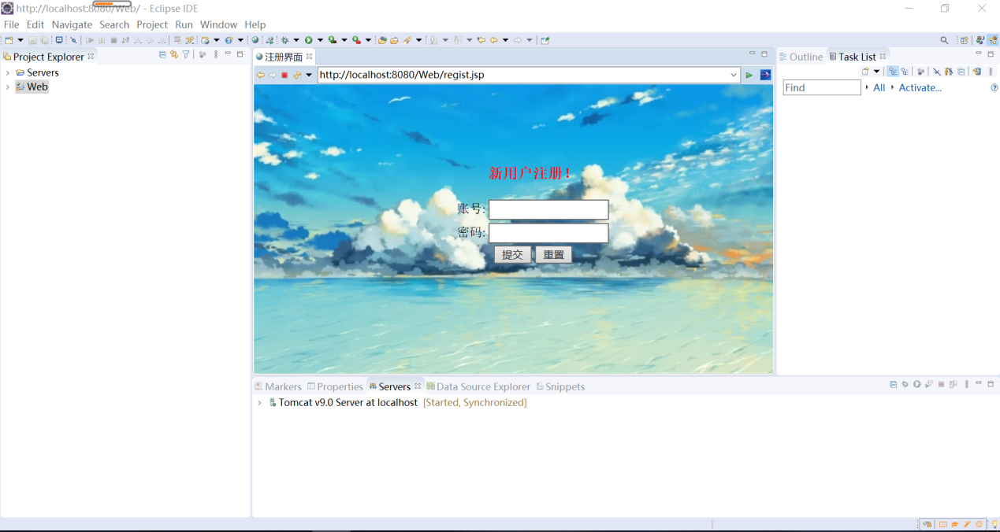 http://localhost:8080/Web/ - Eclipse IDE
File Edit Navigate Search Project Run Window Help
Project Explorer
Servers
Web
注册界面
http://localhost:8080/Web/regist.jsp
新用户注册！
账号:
密码:
提交 重置
Outline Task List
Find All Activate...
Markers Properties Servers Data Source Explorer Snippets
Tomcat v9.0 Server at localhost [Started, Synchronized]